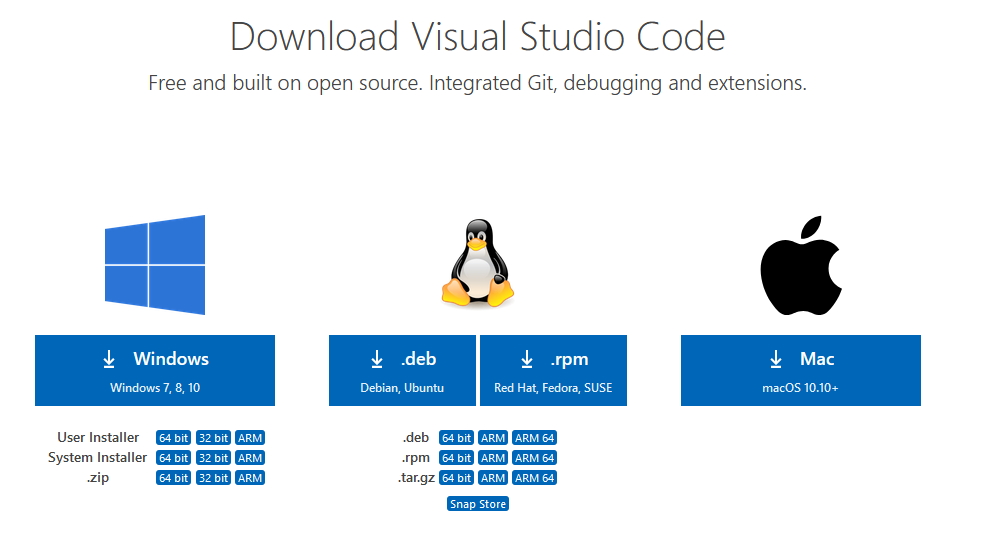 Download Visual Studio Code
Free and built on open source. Integrated Git, debugging and extensions.
Windows
Windows 7, 8, 10
User Installer 64 bit 32 bit ARM
System Installer 64 bit 32 bit ARM
.zip 64 bit 32 bit ARM
.deb
Debian, Ubuntu
.rpm
Red Hat, Fedora, SUSE
.deb 64 bit ARM ARM 64
.rpm 64 bit ARM ARM 64
.tar.gz 64 bit ARM ARM 64
Snap Store
Mac
macOS 10.10+